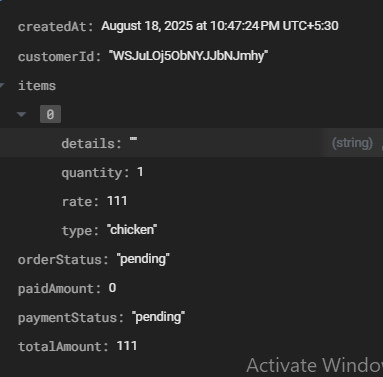 createdAt: August 18, 2025 at 10:47:24 PM UTC+5:30
customerId: "WSJuLOj5ObNYJJbNJmhy"
items
0
details: "" (string)
quantity: 1
rate: 111
type: "chicken"
orderStatus: "pending"
paidAmount: 0
paymentStatus: "pending"
totalAmount: 111
Activate Windo